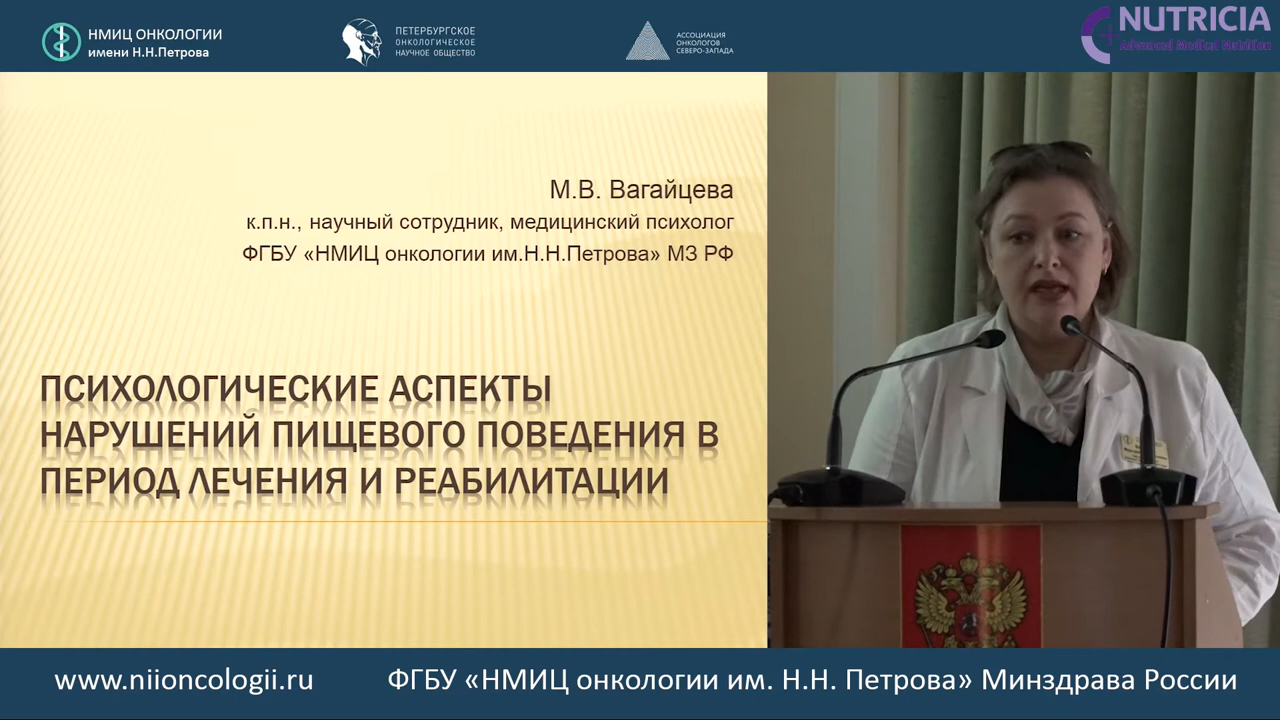 НМИЦ ОНКОЛОГИИ
имени Н.Н.Петрова
ПЕТЕРБУРГСКОЕ
ОНКОЛОГИЧЕСКОЕ
НАУЧНОЕ ОБЩЕСТВО
АССОЦИАЦИЯ
ОНКОЛОГОВ
СЕВЕРО-ЗАПАДА
NUTRICIA
Advanced Medical Nutrition
М.В. Вагайцева
к.п.н., научный сотрудник, медицинский психолог
ФГБУ «НМИЦ онкологии им.Н.Н.Петрова» МЗ РФ
ПСИХОЛОГИЧЕСКИЕ АСПЕКТЫ
НАРУШЕНИЙ ПИЩЕВОГО ПОВЕДЕНИЯ В
ПЕРИОД ЛЕЧЕНИЯ И РЕАБИЛИТАЦИИ
www.niioncologii.ru
ФГБУ «НМИЦ онкологии им. Н.Н. Петрова» Минздрава России